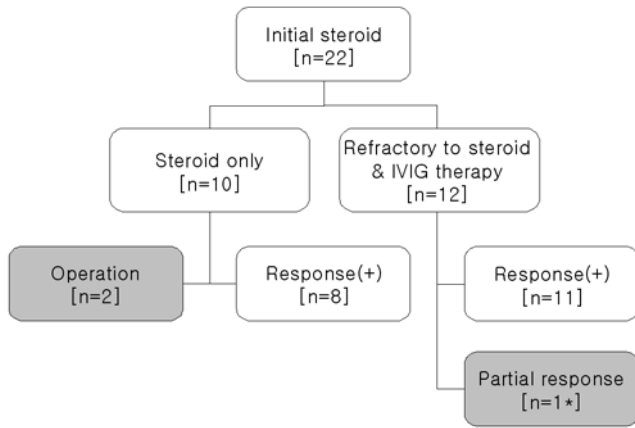 Initial steroid
[n=22]
Steroid only
[n=10]
Refractory to steroid
& IVIG therapy
[n=12]
Operation
[n=2]
Response(+)
[n=8]
Response(+)
[n=11]
Partial response
[n=1*]